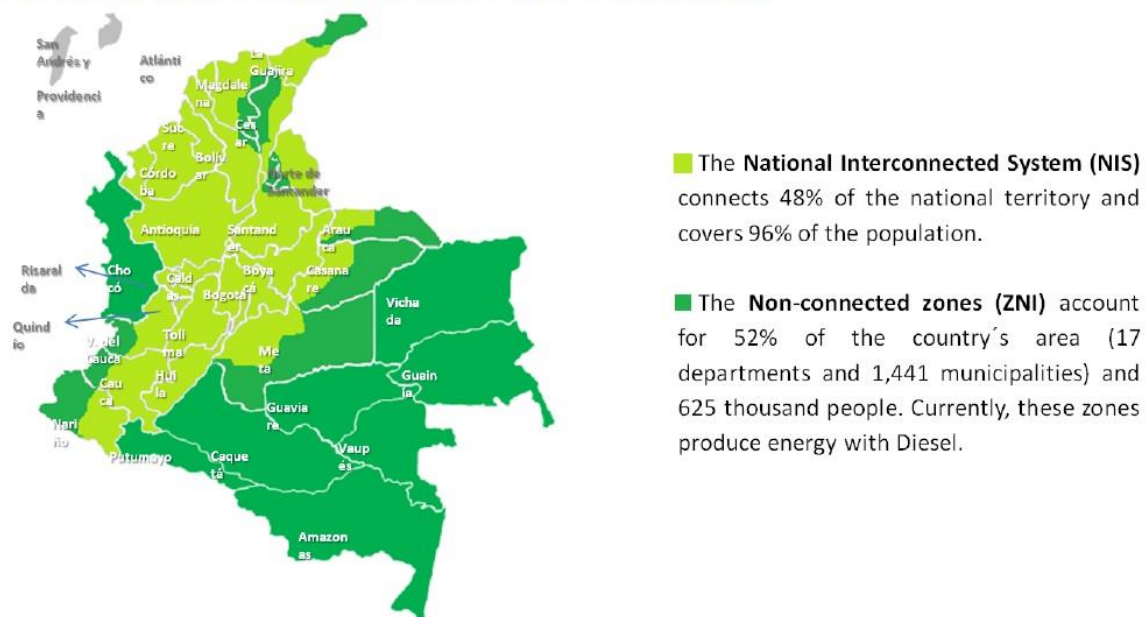 San
Andrés y
Providenci
a
Atlánti
co
La
Guajira
Magdale
na
Ces
ar
Suc
re
Bolív
ar
Córdo
ba
Norte de
Santander
Antioquia
Santand
er
Arau
ca
Risaral
da
Cho
có
Cald
as
Boya
cá
Casana
re
Bogotá
Vicha
da
Quind
ío
V. del
Cauca
Toli
ma
Me
ta
Cau
ca
Hui
la
Guain
ía
Guavia
re
Nari
ño
Putumayo
Caque
tá
Vaup
és
Amazon
as
The National Interconnected System (NIS)
connects 48% of the national territory and
covers 96% of the population.
The Non-connected zones (ZNI) account
for 52% of the country´s area (17
departments and 1,441 municipalities) and
625 thousand people. Currently, these zones
produce energy with Diesel.